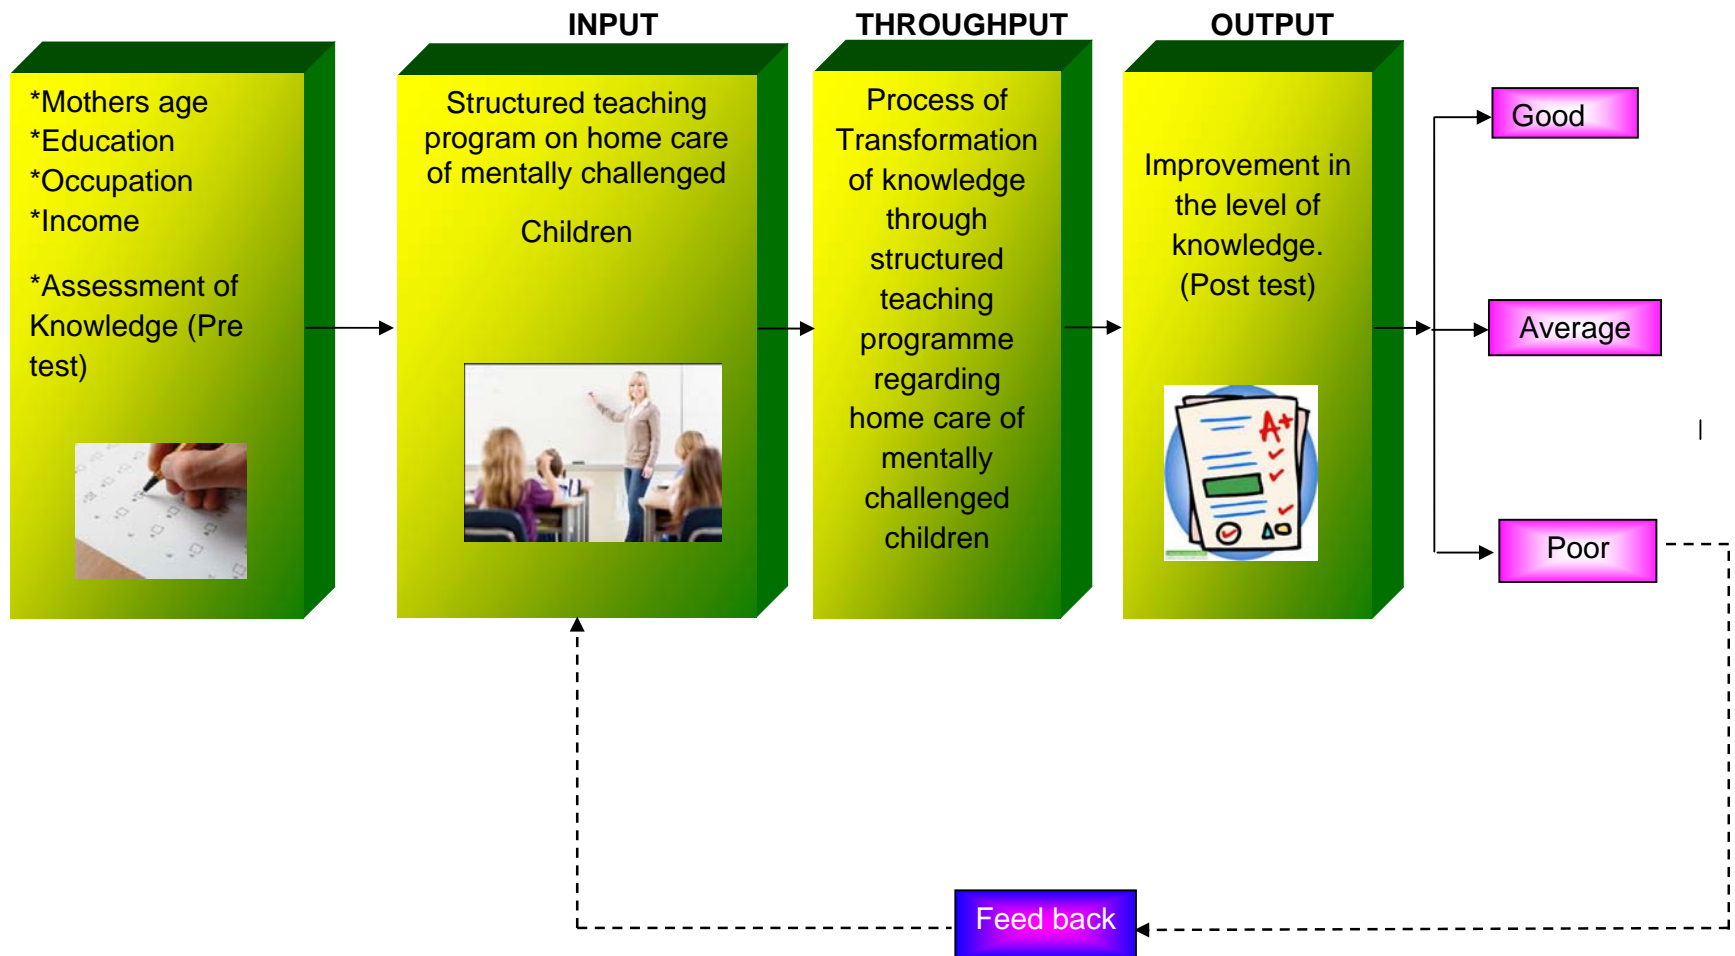 INPUT
THROUGHPUT
OUTPUT
*Mothers age
*Education
*Occupation
*Income
*Assessment of
Knowledge (Pre
test)
Structured teaching
program on home care
of mentally challenged
Children
Process of
Transformation
of knowledge
through
structured
teaching
programme
regarding
home care of
mentally
challenged
children
Improvement in
the level of
knowledge.
(Post test)
A+
Good
Average
Poor
Feed back